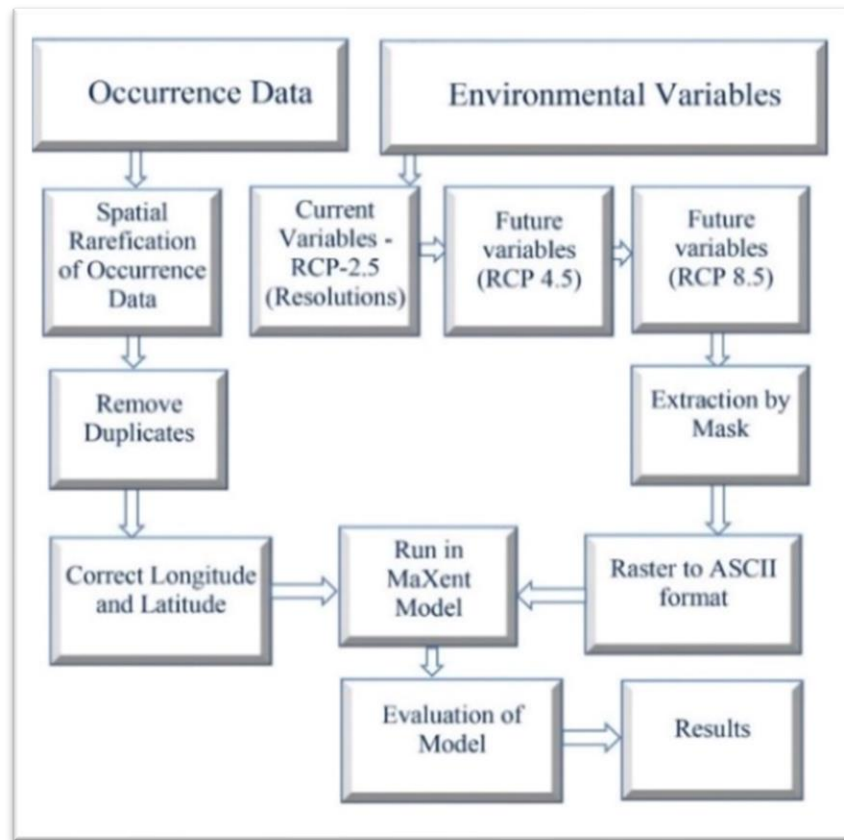 Occurrence Data
Environmental Variables
Spatial
Rarefication
of Occurrence
Data
Current
Variables -
RCP-2.5
(Resolutions)
Future
variables
(RCP 4.5)
Future
variables
(RCP 8.5)
Remove
Duplicates
Extraction by
Mask
Correct Longitude
and Latitude
Run in
MaXent
Model
Raster to ASCII
format
Evaluation of
Model
Results